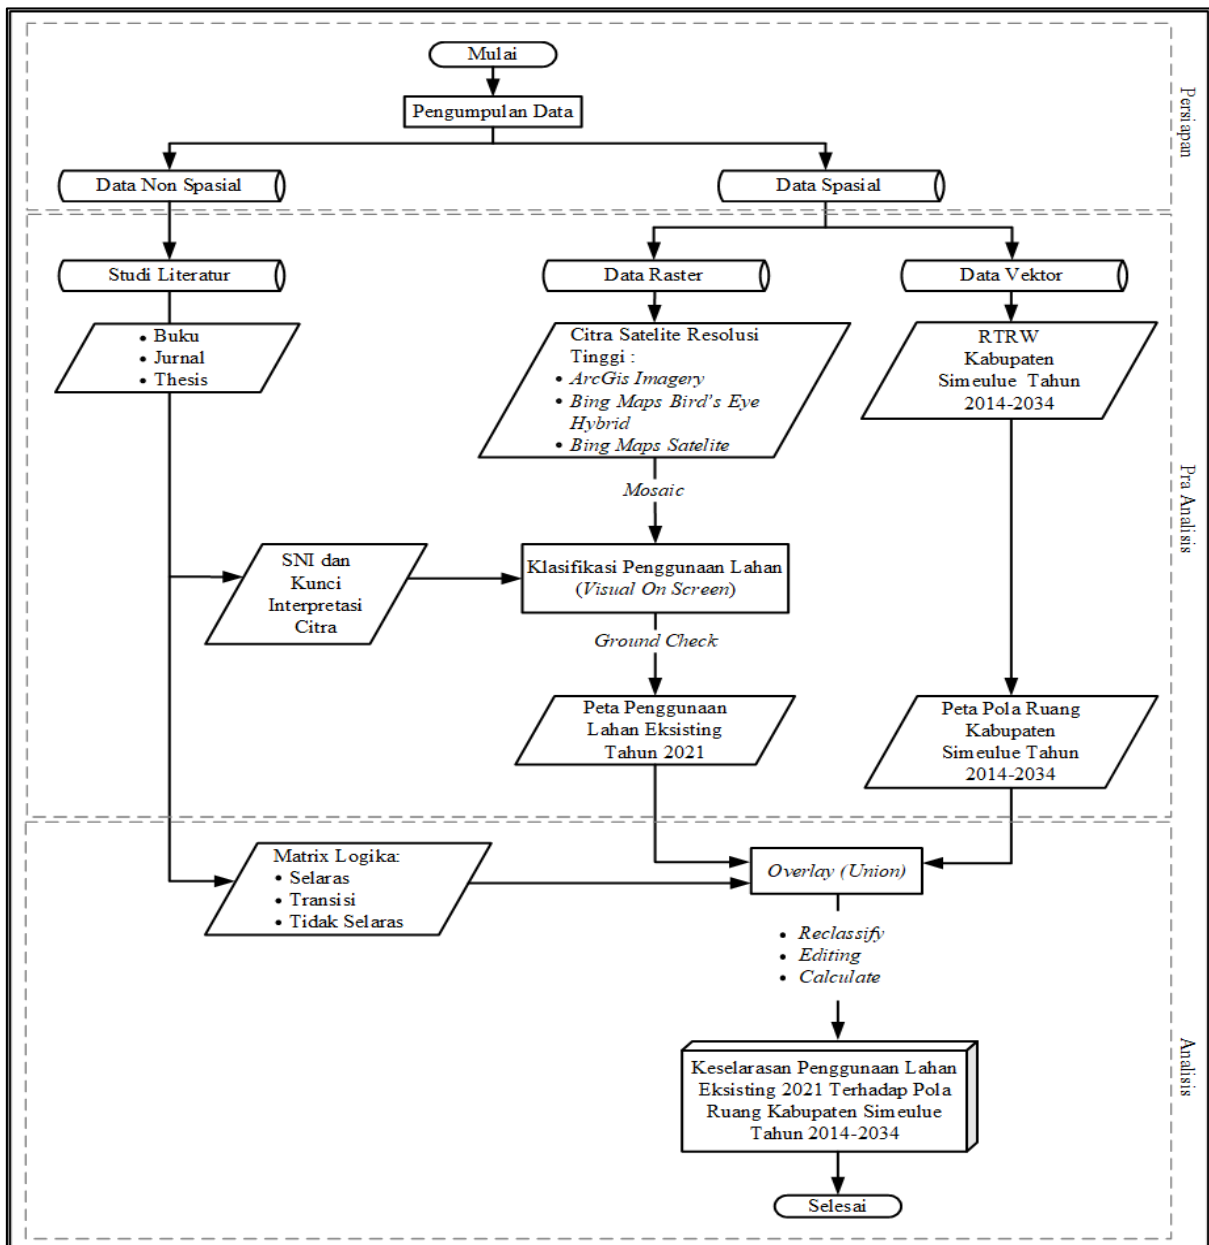 Mulai
Pengumpulan Data
Persiapan
Data Non Spasial
Data Spasial
Studi Literatur
Data Raster
Data Vektor
• Buku
• Jurnal
• Thesis
Citra Satelite Resolusi
Tinggi :
• ArcGis Imagery
• Bing Maps Bird's Eye
Hybrid
• Bing Maps Satelite
RTRW
Kabupaten
Simeulue Tahun
2014-2034
Mosaic
Pra Analisis
SNI dan
Kunci
Interpretasi
Citra
Klasifikasi Penggunaan Lahan
(Visual On Screen)
Ground Check
Peta Penggunaan
Lahan Eksisting
Tahun 2021
Peta Pola Ruang
Kabupaten
Simeulue Tahun
2014-2034
Matrix Logika:
• Selaras
• Transisi
• Tidak Selaras
Overlay (Union)
• Reclassify
• Editing
• Calculate
Analisis
Keselarasan Penggunaan Lahan
Eksisting 2021 Terhadap Pola
Ruang Kabupaten Simeulue
Tahun 2014-2034
Selesai